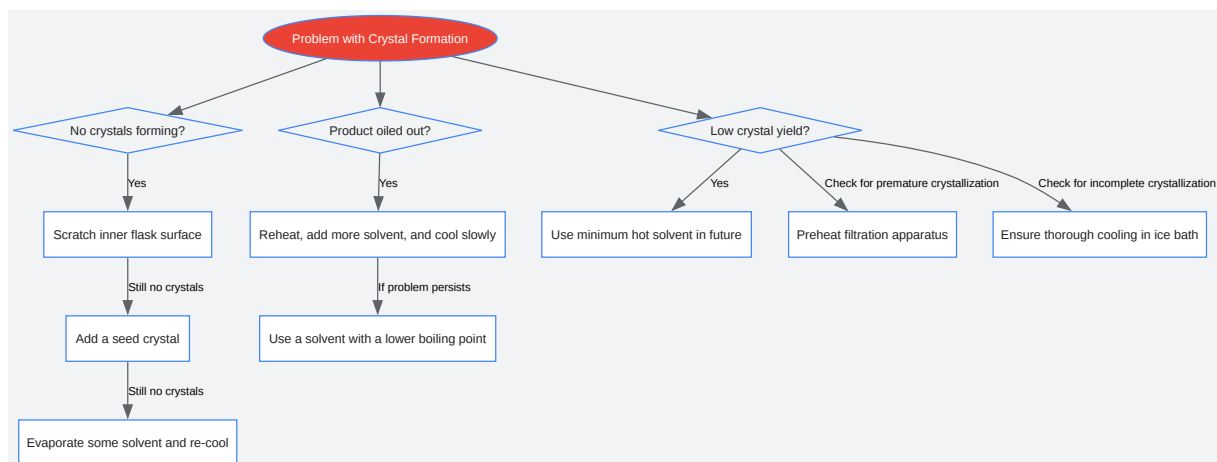 Problem with Crystal Formation
No crystals forming?
Product oiled out?
Low crystal yield?
Yes
Yes
Yes
Check for premature crystallization
Check for incomplete crystallization
Scratch inner flask surface
Reheat, add more solvent, and cool slowly
Use minimum hot solvent in future
Preheat filtration apparatus
Ensure thorough cooling in ice bath
Still no crystals
If problem persists
Add a seed crystal
Use a solvent with a lower boiling point
Still no crystals
Evaporate some solvent and re-cool